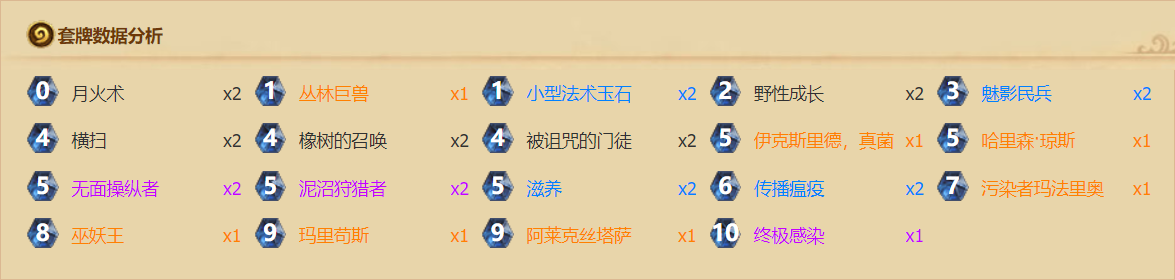 套牌数据分析
0 月火术 x2 1 丛林巨兽 x1 1 小型法术玉石 x2 2 野性成长 x2 3 魅影民兵 x2
4 横扫 x2 4 橡树的召唤 x2 4 被诅咒的门徒 x2 5 伊克斯里德，真菌 x1 5 哈里森·琼斯 x1
5 无面操纵者 x2 5 泥沼狩猎者 x2 5 滋养 x2 6 传播瘟疫 x2 7 污染者玛法里奥 x1
8 巫妖王 x1 9 玛里苟斯 x1 9 阿莱克丝塔萨 x1 10 终极感染 x1